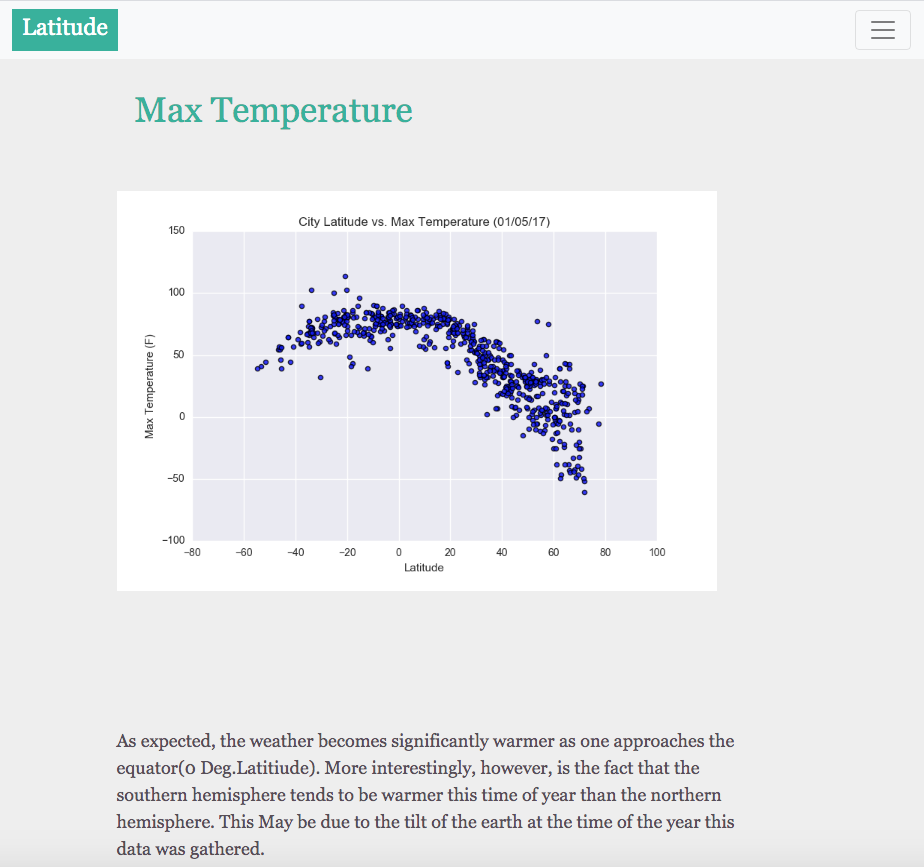 Latitude
Max Temperature
City Latitude vs. Max Temperature (01/05/17)
150
100
50
0
−50
−100
Max Temperature (F)
−80 −60 −40 −20 0 20 40 60 80 100
Latitude
As expected, the weather becomes significantly warmer as one approaches the
equator(0 Deg.Latitiude). More interestingly, however, is the fact that the
southern hemisphere tends to be warmer this time of year than the northern
hemisphere. This May be due to the tilt of the earth at the time of the year this
data was gathered.